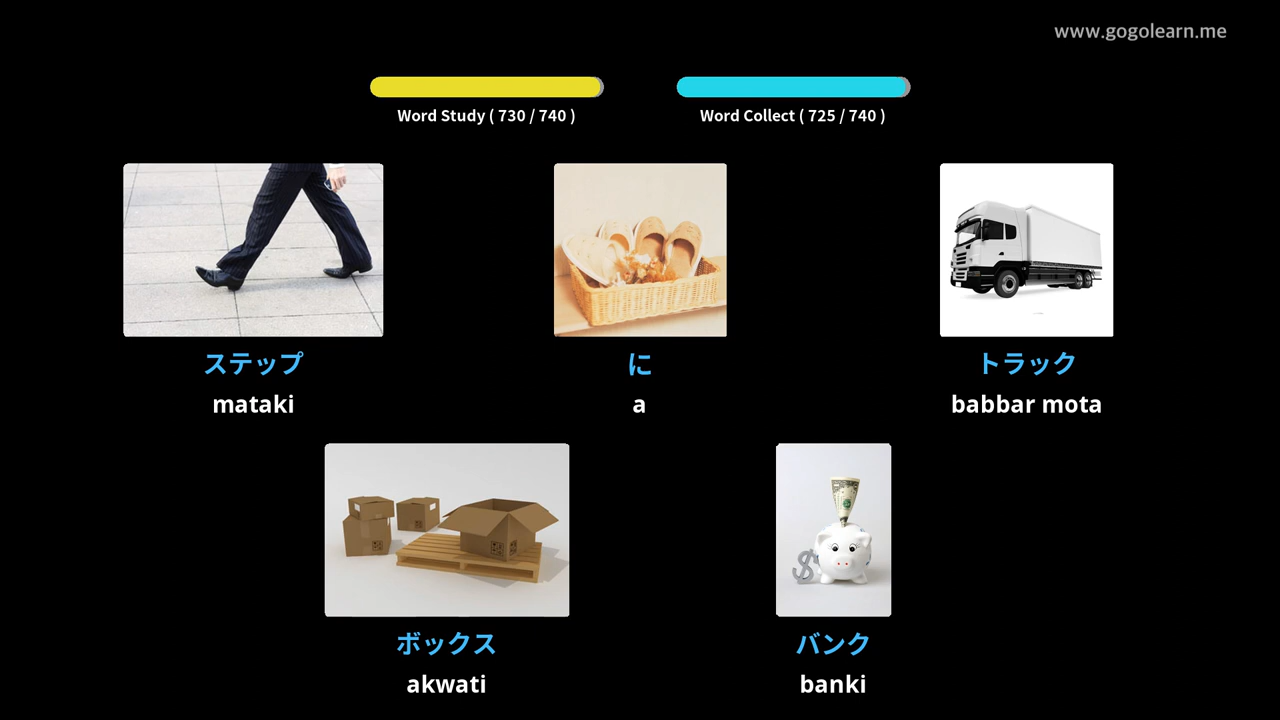 www.gogolearn.me
Word Study ( 730 / 740 )
Word Collect ( 725 / 740 )
ステップ
mataki
に
a
トラック
babbar mota
ボックス
akwati
バンク
banki